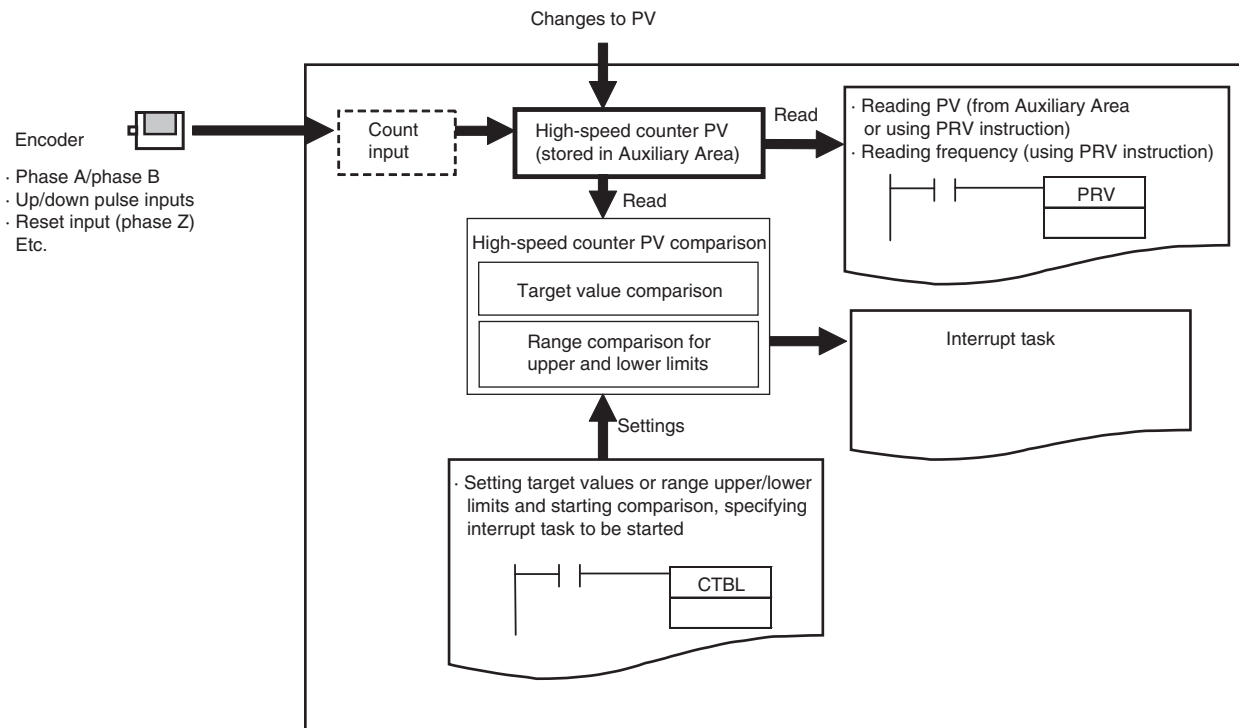 Changes to PV
Encoder
· Phase A/phase B
· Up/down pulse inputs
· Reset input (phase Z)
Etc.
Count
input
High-speed counter PV
(stored in Auxiliary Area)
Read
· Reading PV (from Auxiliary Area
or using PRV instruction)
· Reading frequency (using PRV instruction)
PRV
Read
High-speed counter PV comparison
Target value comparison
Range comparison for
upper and lower limits
Interrupt task
Settings
· Setting target values or range upper/lower
limits and starting comparison, specifying
interrupt task to be started
CTBL